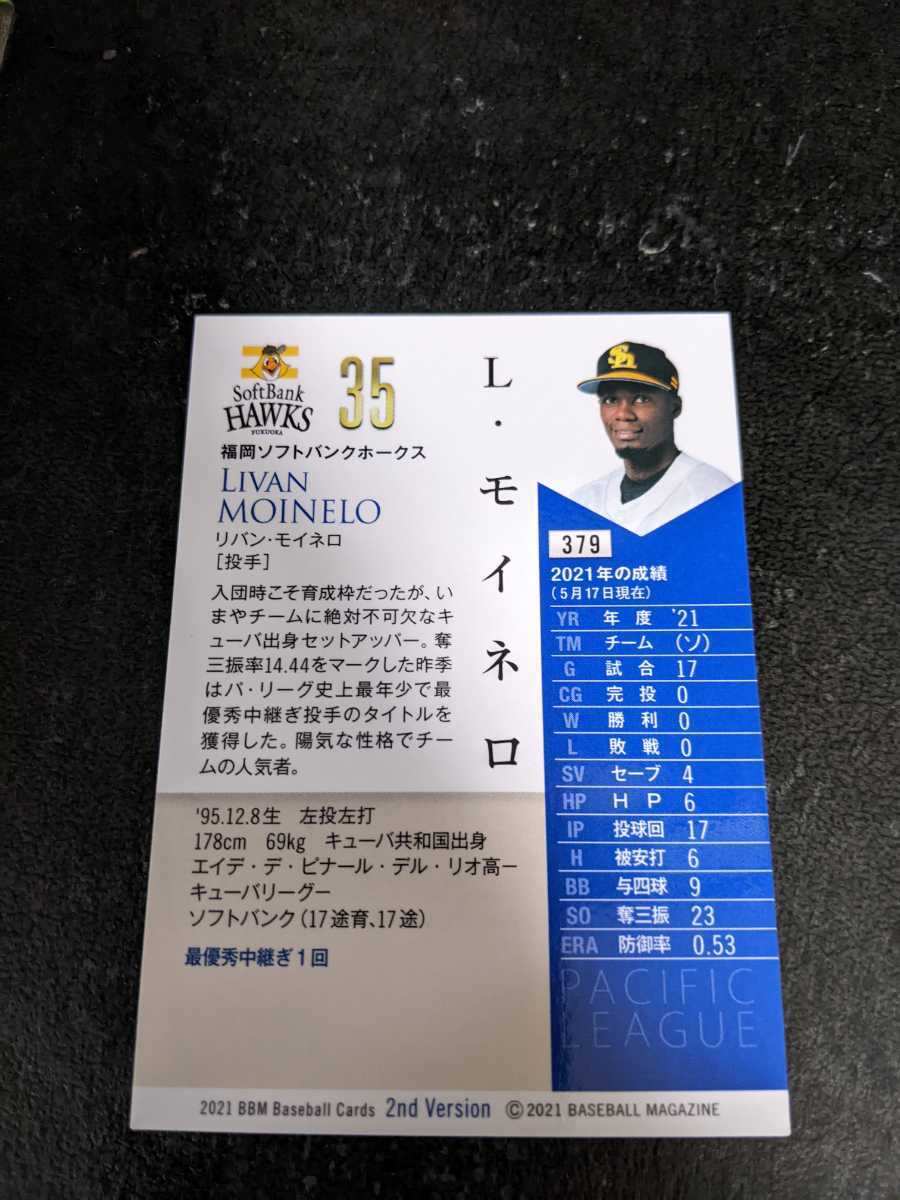 SoftBank
HAWKS
FUKUOKA
35
福岡ソフトバンクホークス
LIVAN
MOINELO
リバン・モイネロ
[投手]
入団時こそ育成枠だったが、い
まやチームに絶対不可欠なキ
ューバ出身セットアッパー。奪
三振率14.44をマークした昨季
はパ・リーグ史上最年少で最
優秀中継ぎ投手のタイトルを
獲得した。陽気な性格でチー
ムの人気者。
'95.12.8生 左投左打
178cm 69kg キューバ共和国出身
エイデ・デ・ピナール・デル・リオ高ー
キューバリーグー
ソフトバンク(17途育、17途)
最優秀中継ぎ1回
L・モイネロ
Sh
379
2021年の成績
(5月17日現在)
YR 年度 '21
TM チーム (ソ)
G 試合 17
CG 完投 0
W 勝利 0
L 敗戦 0
SV セーブ 4
HP HP 6
IP 投球回 17
H 被安打 6
BB 与四球 9
SO 奪三振 23
ERA 防御率 0.53
PACIFIC
LEAGUE
2021 BBM Baseball Cards 2nd Version ©2021 BASEBALL MAGAZINE